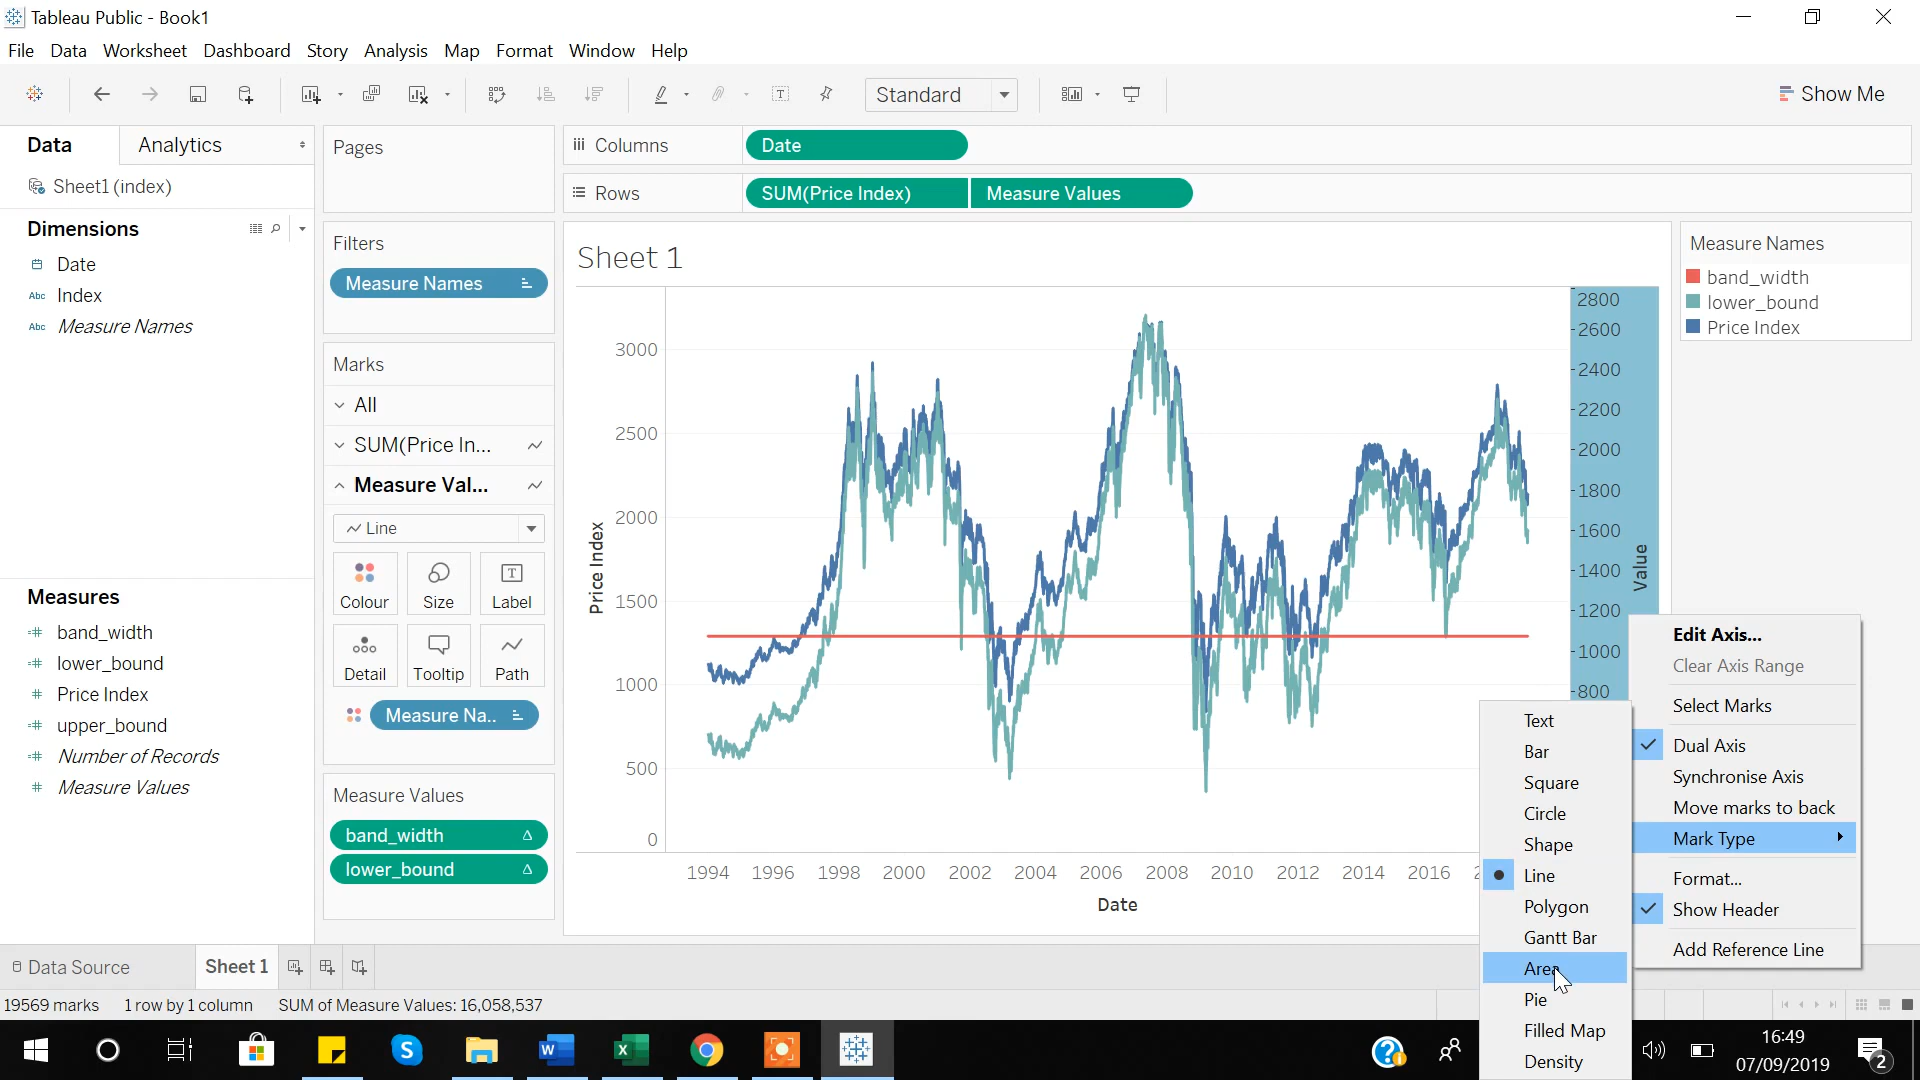 Tableau Public - Book1
File Data Worksheet Dashboard Story Analysis Map Format Window Help
Standard
Show Me
Data
Analytics
Sheet1 (index)
Dimensions
Date
Abc Index
Abc Measure Names
Measures
band_width
lower_bound
Price Index
upper_bound
Number of Records
Measure Values
Pages
Filters
Measure Names
Marks
All
SUM(Price In...
Measure Val...
Line
Colour
Size
Label
Detail
Tooltip
Path
Measure Na..
Measure Values
band_width
lower_bound
Columns
Date
Rows
SUM(Price Index)
Measure Values
Sheet 1
Price Index
3000
2500
2000
1500
1000
500
0
1994 1996 1998 2000 2002 2004 2006 2008 2010 2012 2014 2016 2
Date
2800
2600
2400
2200
2000
1800
1600
1400
1200
1000
800
Value
Measure Names
band_width
lower_bound
Price Index
Edit Axis...
Clear Axis Range
Select Marks
Dual Axis
Synchronise Axis
Move marks to back
Mark Type
Format...
Show Header
Add Reference Line
Text
Bar
Square
Circle
Shape
Line
Polygon
Gantt Bar
Area
Pie
Filled Map
Density
Data Source
Sheet 1
19569 marks
1 row by 1 column
SUM of Measure Values: 16,058,537
16:49
07/09/2019
2